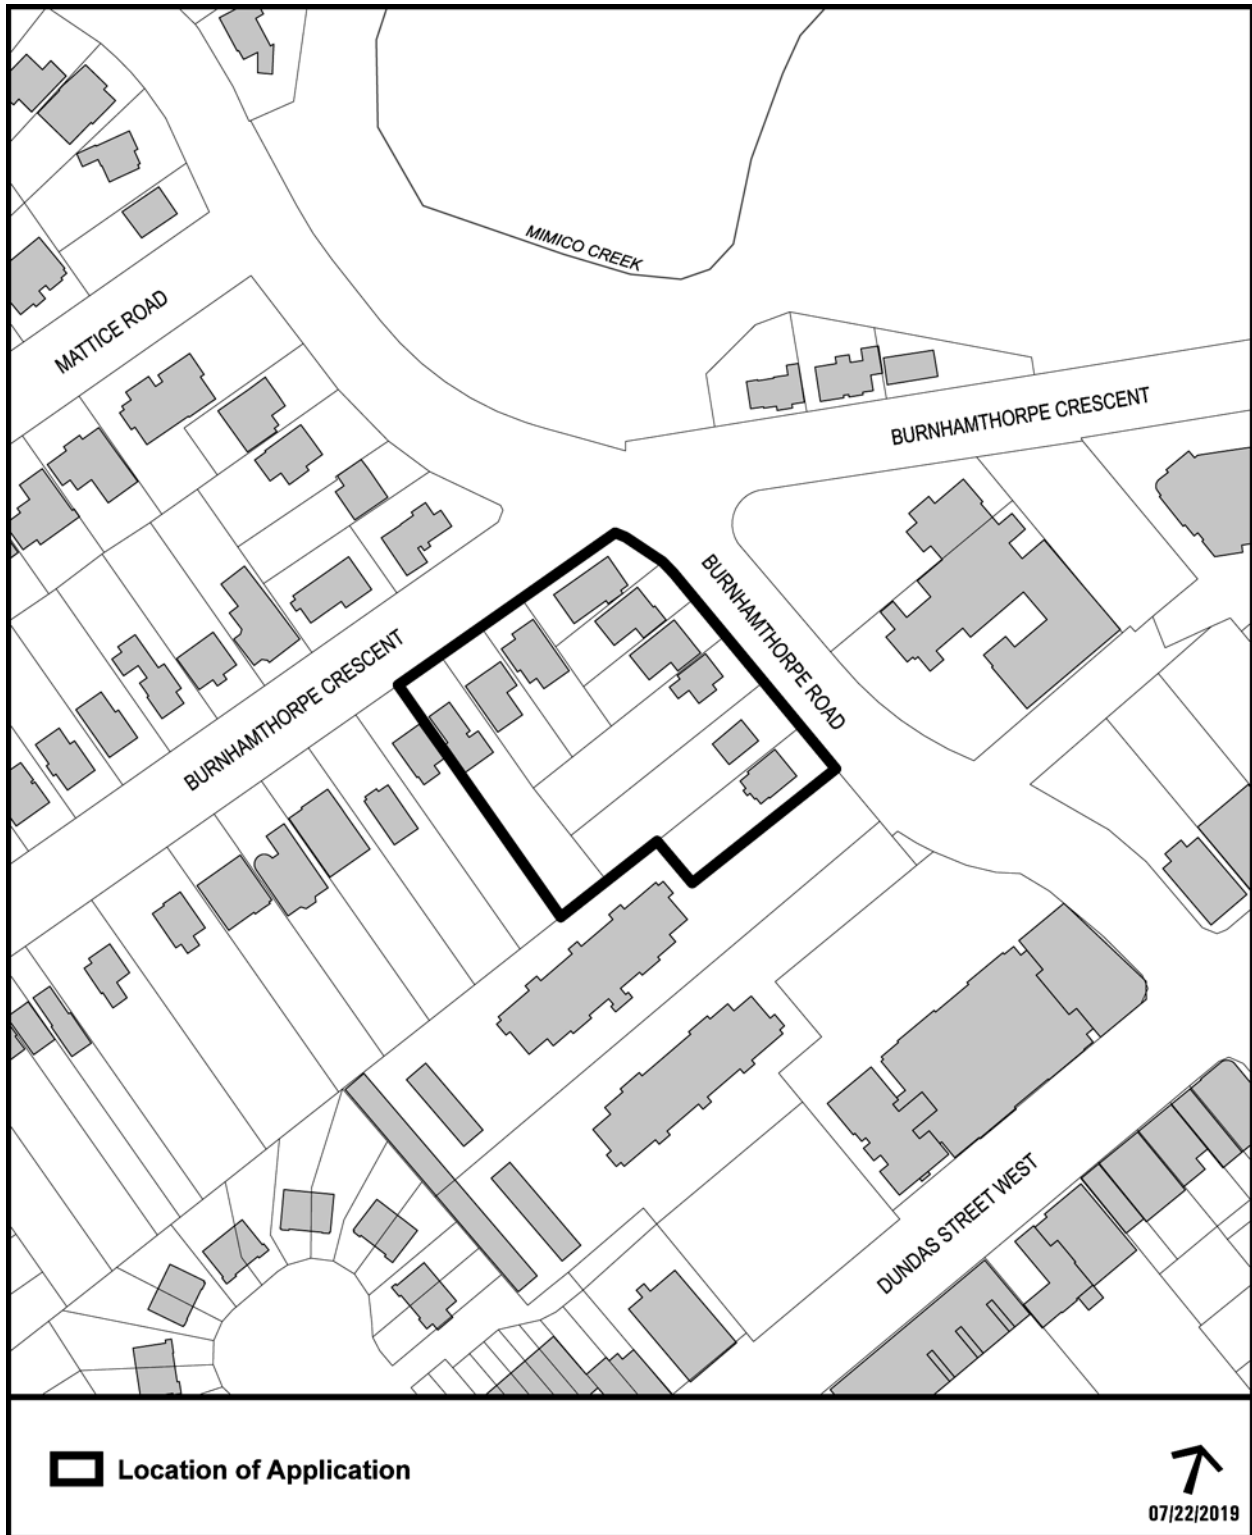 MIMICO CREEK
MATTICE ROAD
BURNHAMTHORPE CRESCENT
BURNHAMTHORPE ROAD
BURNHAMTHORPE CRESCENT
DUNDAS STREET WEST
Location of Application
07/22/2019